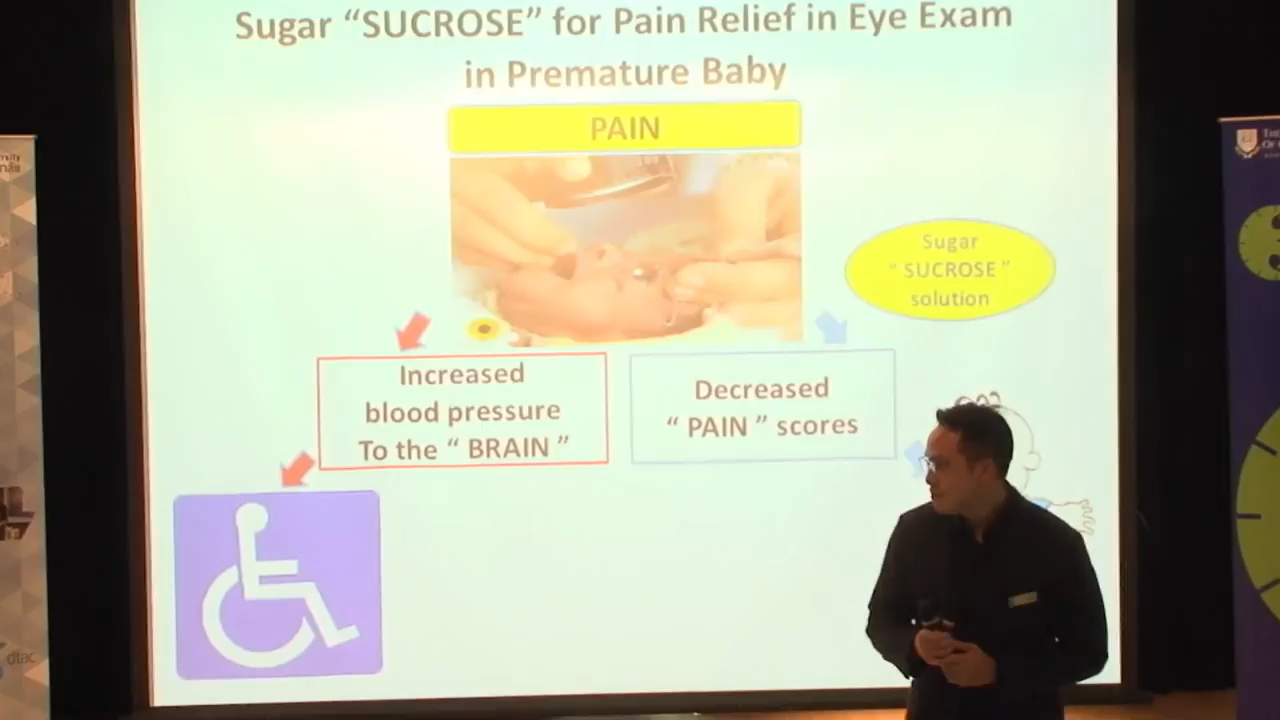 Sugar “SUCROSE” for Pain Relief in Eye Exam
in Premature Baby
PAIN
Sugar
“ SUCROSE ”
solution
Increased
blood pressure
To the “ BRAIN ”
Decreased
“ PAIN ” scores
dtac